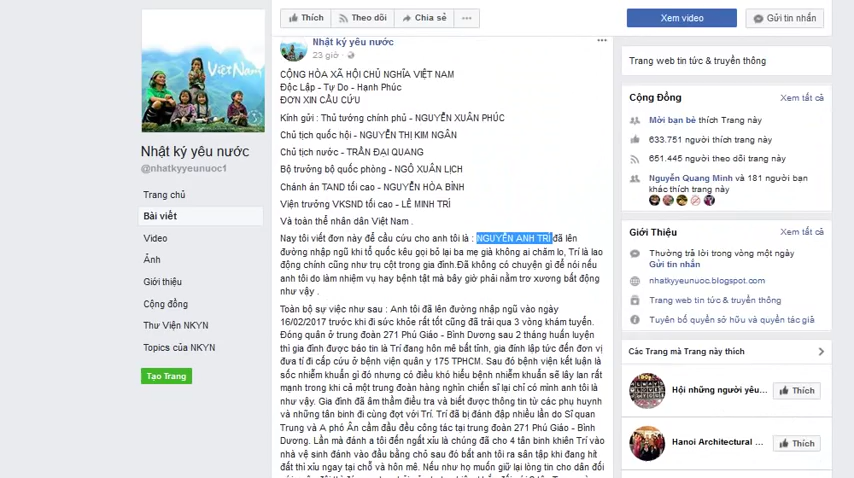 VietNam
Nhật ký yêu nước
@nhatkyyeunuoc1
Trang chủ
Bài viết
Video
Ảnh
Giới thiệu
Cộng đồng
Thư Viện NKYN
Topics của NKYN
Tạo Trang
Thích
Theo dõi
Chia sẻ
Xem video
Gửi tin nhắn
Nhật ký yêu nước
23 giờ ·
CỘNG HÒA XÃ HỘI CHỦ NGHĨA VIỆT NAM
Độc Lập - Tự Do - Hạnh Phúc
ĐƠN XIN CẦU CỨU
Kính gửi : Thủ tướng chính phủ - NGUYỄN XUÂN PHÚC
Chủ tịch quốc hội - NGUYỄN THỊ KIM NGÂN
Chủ tịch nước - TRẦN ĐẠI QUANG
Bộ trưởng bộ quốc phòng - NGÔ XUÂN LỊCH
Chánh án TAND tối cao - NGUYỄN HÒA BÌNH
Viện trưởng VKSND tối cao - LÊ MINH TRÍ
Và toàn thể nhân dân Việt Nam .
Nay tôi viết đơn này để cầu cứu cho anh tôi là : NGUYỄN ANH TRÍ đã lên
đường nhập ngũ khi tổ quốc kêu gọi bỏ lại ba mẹ già không ai chăm lo, Trí là lao
động chính cũng như trụ cột trong gia đình.Đã không có chuyện gì để nói nếu
anh tôi do làm nhiệm vụ hay bệnh tật mà bây giờ phải nằm trơ xương bất động
như vậy .
Toàn bộ sự việc như sau : Anh tôi đã lên đường nhập ngũ vào ngày
16/02/2017 trước khi đi sức khỏe rất tốt cũng đã trải qua 3 vòng khám tuyển.
Đóng quân ở trung đoàn 271 Phú Giáo - Bình Dương sau 2 tháng huấn luyện
thì gia đình được báo tin là Trí đang hôn mê bất tỉnh, gia đình lập tức đến đơn vị
đưa tí đi cấp cứu ở bệnh viện quân y 175 TPHCM. Sau đó bệnh viện kết luận là
sốc nhiễm khuẩn gì đó nhưng có điều khó hiểu bệnh nhiễm khuẩn sẽ lây lan rất
mạnh trong khi cả một trung đoàn hàng nghìn chiến sĩ lại chỉ có mình anh tôi là
như vậy. Gia đình đã âm thầm điều tra và biết được thông tin từ các phụ huynh
và những tân binh đi cùng đợt với Trí. Trí đã bị đánh đập nhiều lần do Sĩ quan
Trung và A phó Ân cầm đầu đều công tác tại trung đoàn 271 Phú Giáo - Bình
Dương. Lần mà đánh a tôi đến ngất xỉu là chúng đã cho 4 tân binh khiên Trí vào
nhà vệ sinh đánh vào đầu bằng chỏ sau đó bất anh tôi ra sân tập khi đang hít
đất thì xỉu ngay tại chỗ và hôn mê. Nếu như họ muốn giữ lại lòng tin cho dân đối
Trang web tin tức & truyền thông
Cộng Đồng
Xem tất cả
Mời bạn bè thích Trang này
633.751 người thích trang này
651.445 người theo dõi trang này
Nguyễn Quang Minh và 181 người
khác thích trang này
Giới Thiệu
Xem tất cả
Thường trả lời trong vòng một ngày
Gửi tin nhắn
nhatkyyeunuoc.blogspot.com
Trang web tin tức & truyền thông
Tuyên bố quyền sở hữu và quyền tác giả
Các Trang mà Trang này thích
Hội những người yêu...
Thích
Hanoi Architectural ...
Thích